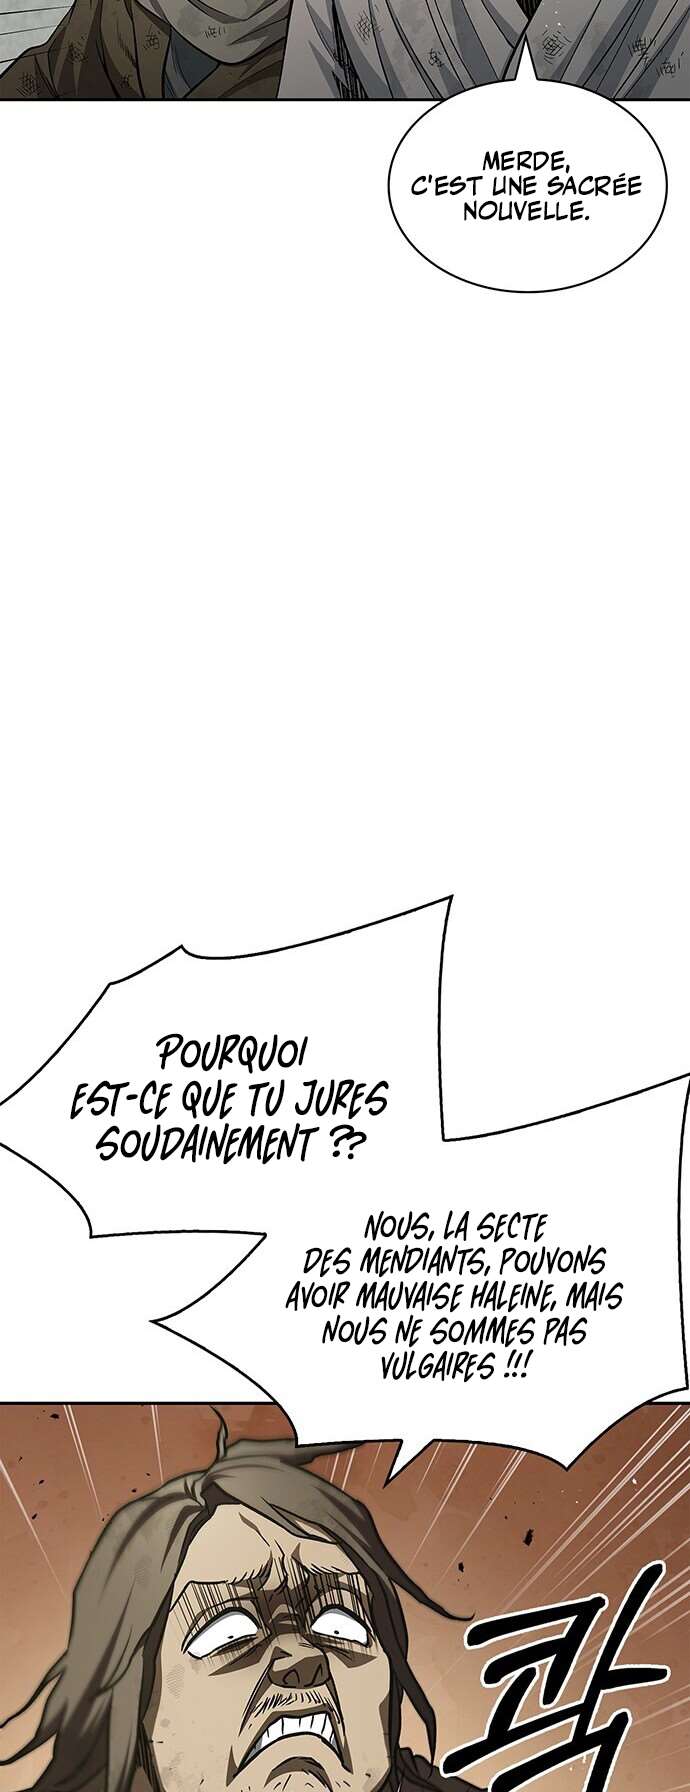 MERDE,
C'EST UNE SACRÉE
NOUVELLE.
POURQUOI
EST-CE QUE TU JURES
SOUDAINEMENT ??
NOUS, LA SECTE
DES MENDIANTS, POUVONS
AVOIR MAUVAISE HALEINE, MAIS
NOUS NE SOMMES PAS
VULGAIRES !!!
콱